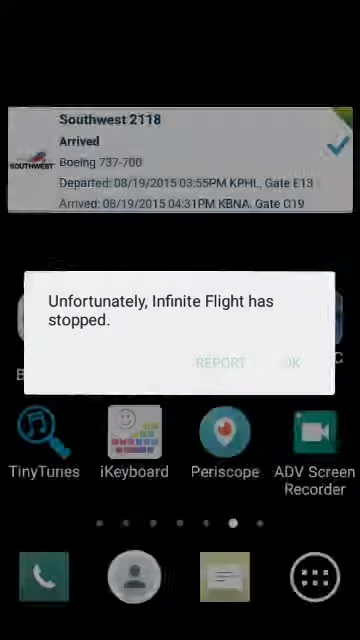 Southwest 2118
Arrived
SOUTHWEST
Boeing 737-700
Departed: 08/19/2015 03:55PM KPHL, Gate E13
Arrived: 08/19/2015 04:31PM KBNA, Gate C19
Unfortunately, Infinite Flight has
stopped.
REPORT OK
B C
TinyTunes iKeyboard Periscope ADV Screen
Recorder